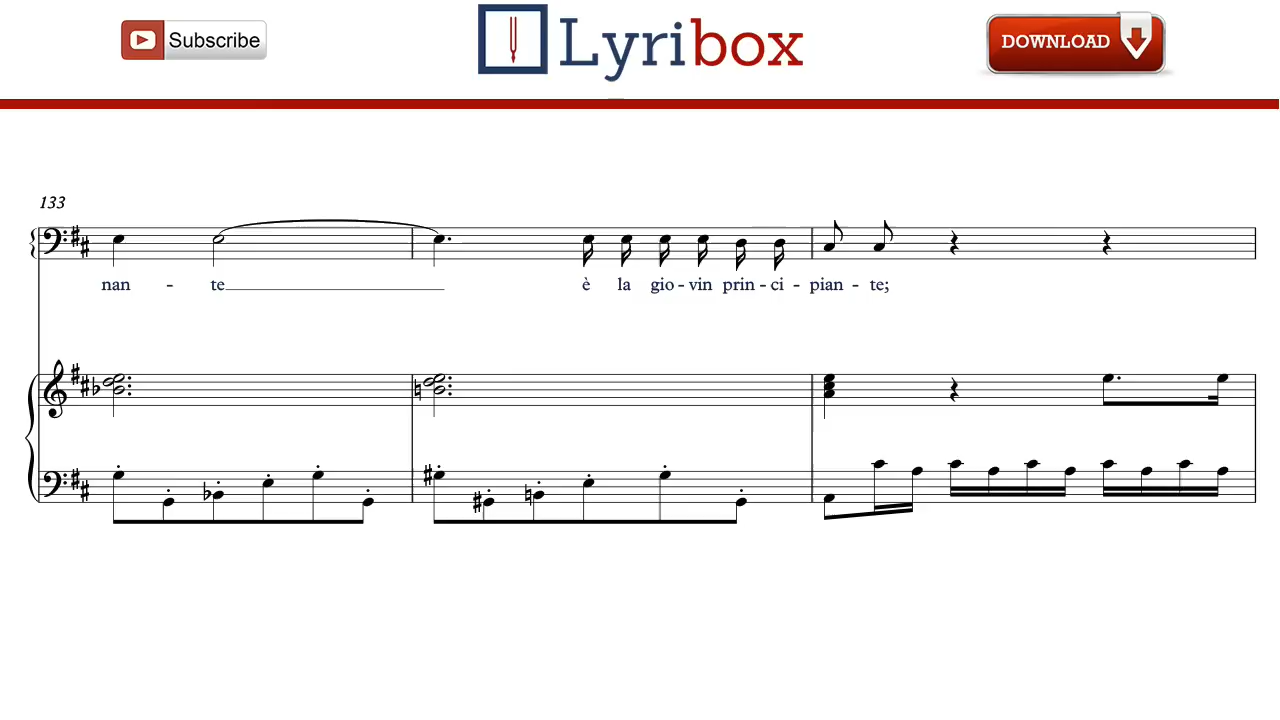 Subscribe
Lyribox
DOWNLOAD
133
nan - te è la gio - vin prin - ci - pian - te;